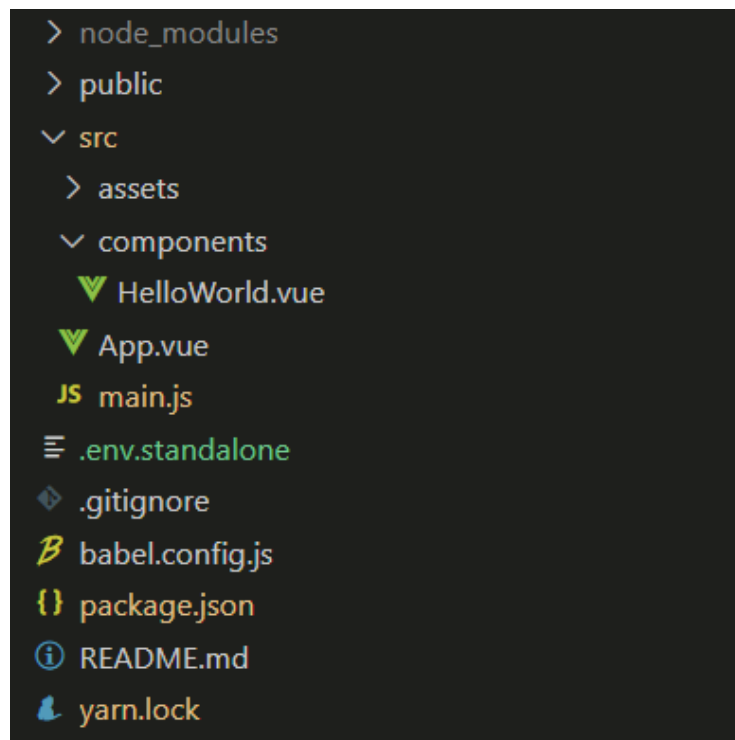 node_modules
public
src
assets
components
HelloWorld.vue
App.vue
JS main.js
.env.standalone
.gitignore
B babel.config.js
{} package.json
README.md
yarn.lock